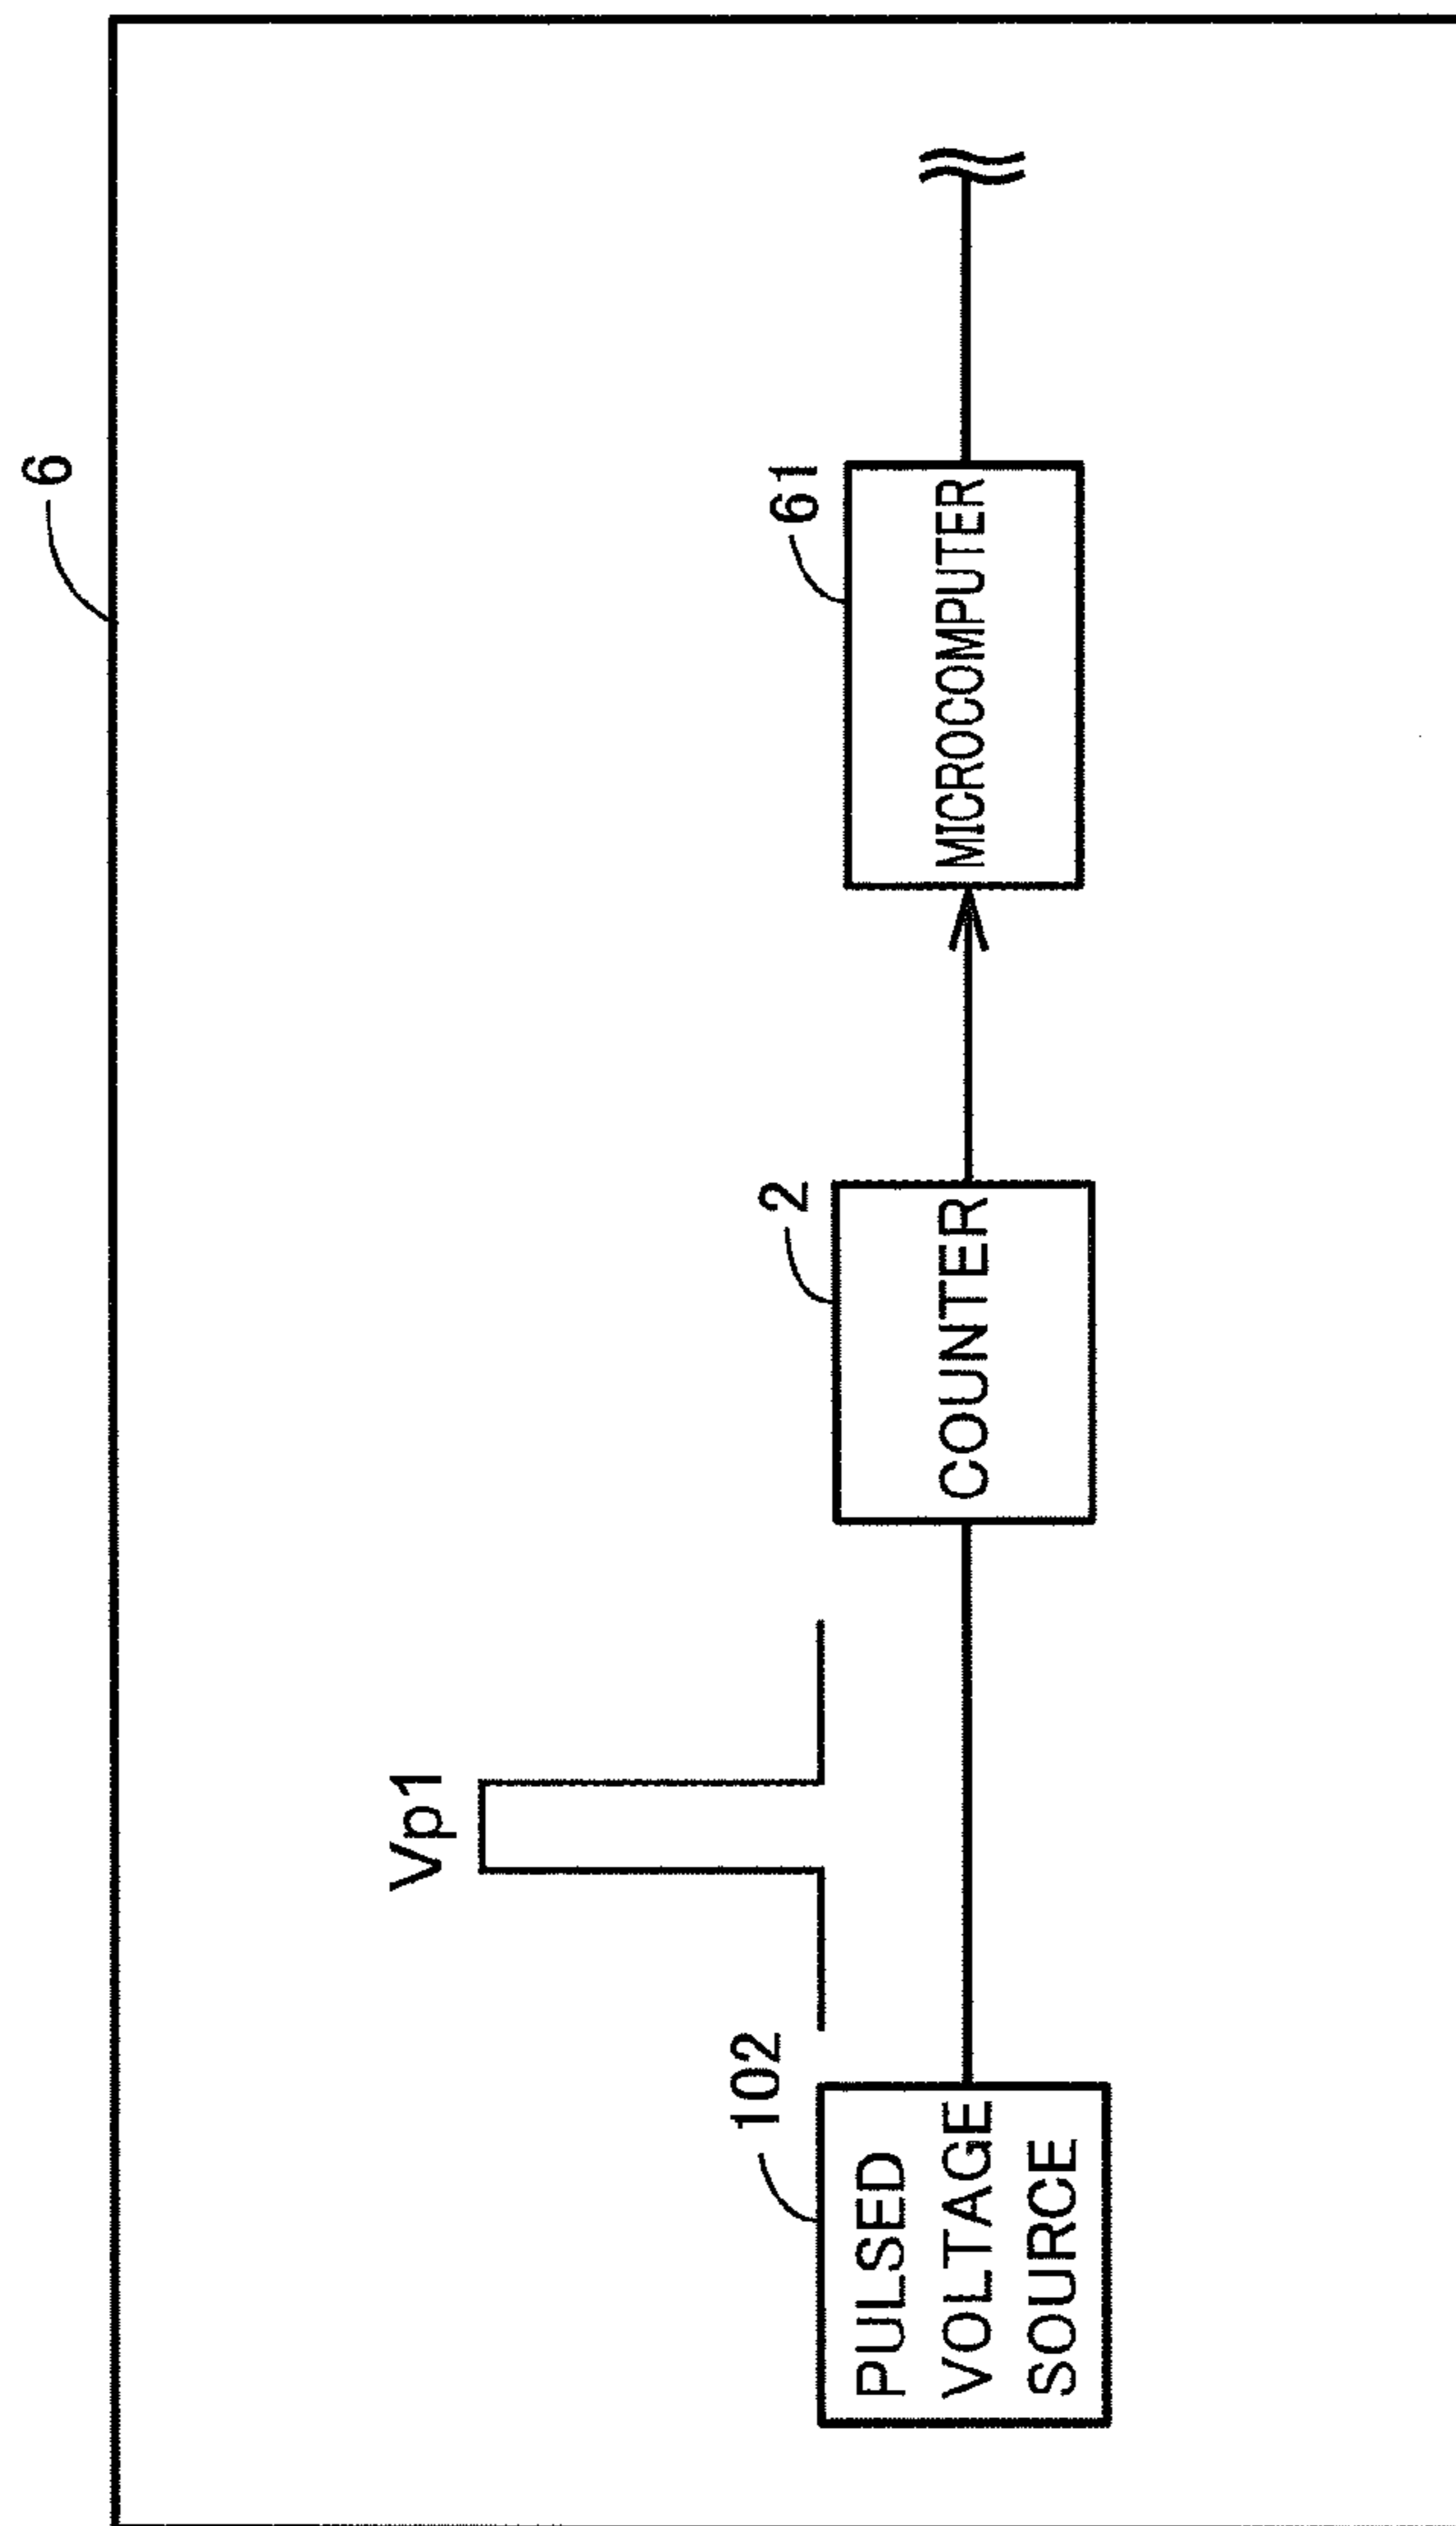 6
Vp1
102
2
61
PULSED
VOLTAGE
SOURCE
COUNTER
MICROCOMPUTER